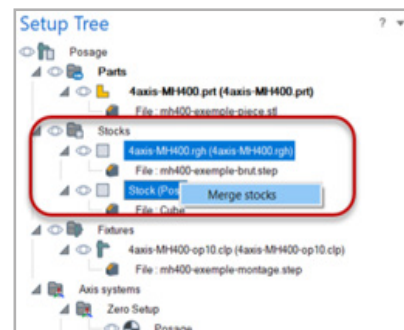 Setup Tree ?
Posage
Parts
4axis-MH400.prt (4axis-MH400.prt)
File : mh400-exemple-piece.stl
Stocks
4axis-MH400.rgh (4axis-MH400.rgh)
File : mh400-exemple-brut.step
Stock (Pos
Merge stocks
File : Cube
Fixtures
4axis-MH400-op10.clp (4axis-MH400-op10.clp)
File : mh400-exemple-montage.step
Axis systems
Zero Setup
Posage